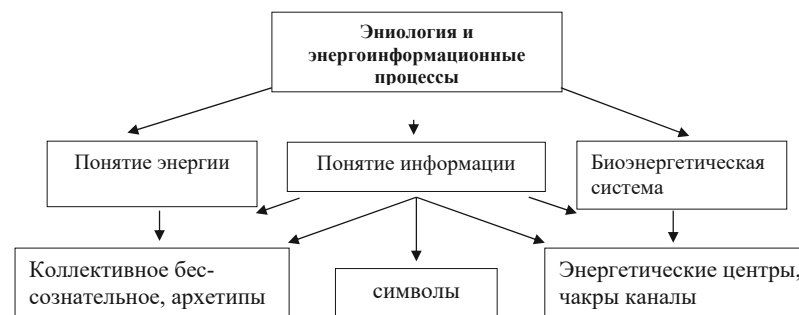 Эниология и
энергоинформационные
процессы
Понятие энергии
Понятие информации
Биоэнергетическая
система
Коллективное бес-
сознательное, архетипы
символы
Энергетические центры,
чакры каналы